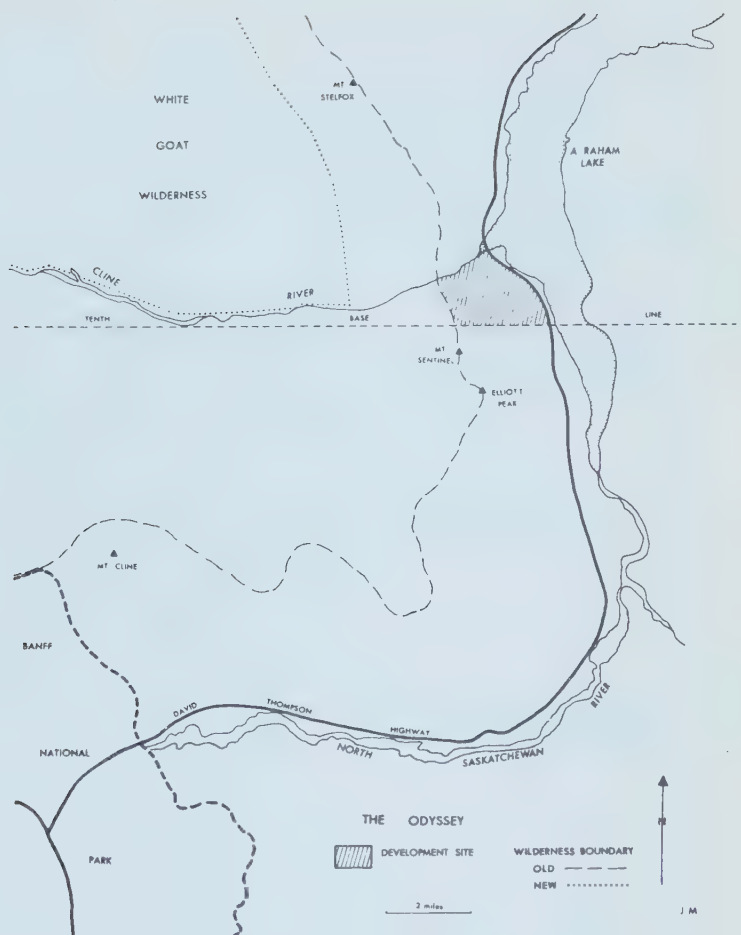 MT
STELFOX
WHITE
GOAT
WILDERNESS
A RAHAM
LAKE
CLINE
RIVER
TENTH
BASE
LINE
MT
SENTINEL
ELLIOTT
PEAK
MT CLINE
BANFF
DAVID
THOMPSON
HIGHWAY
RIVER
NATIONAL
NORTH
SASKATCHEWAN
THE ODYSSEY
N
DEVELOPMENT SITE
WILDERNESS BOUNDARY
OLD
NEW
PARK
2 miles
J M